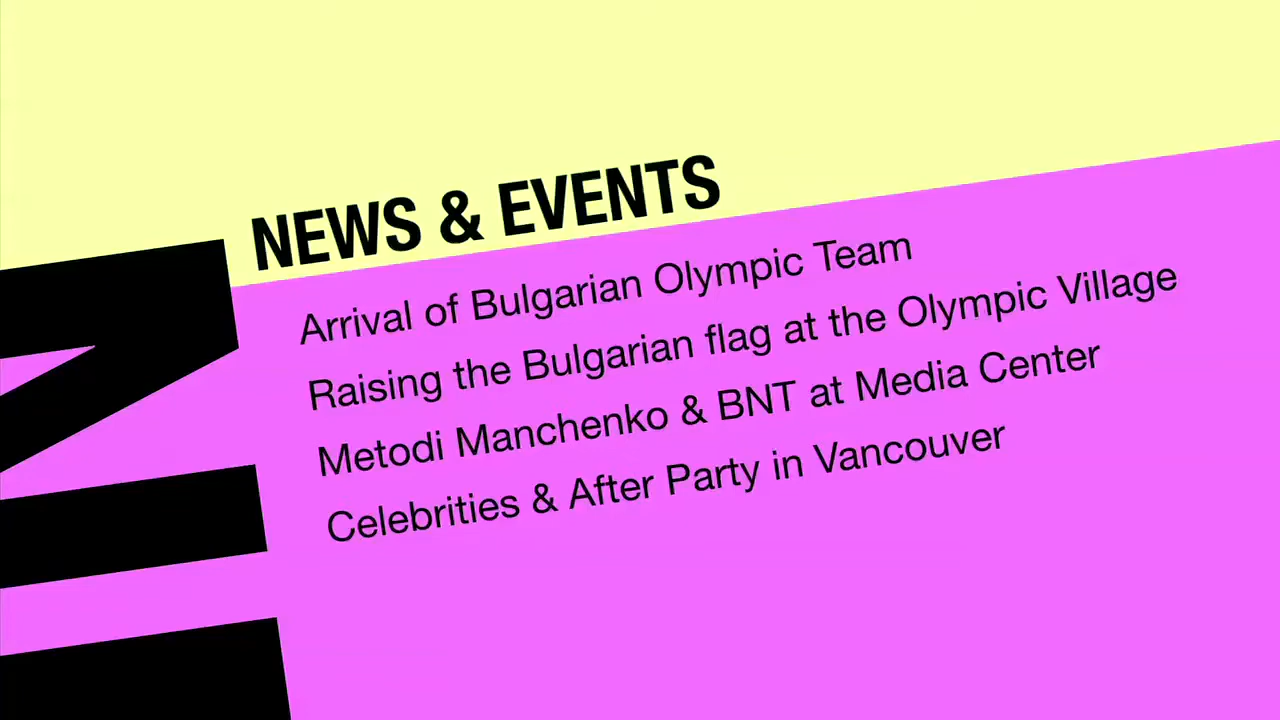 NEWS & EVENTS
Arrival of Bulgarian Olympic Team
Raising the Bulgarian flag at the Olympic Village
Metodi Manchenko & BNT at Media Center
Celebrities & After Party in Vancouver